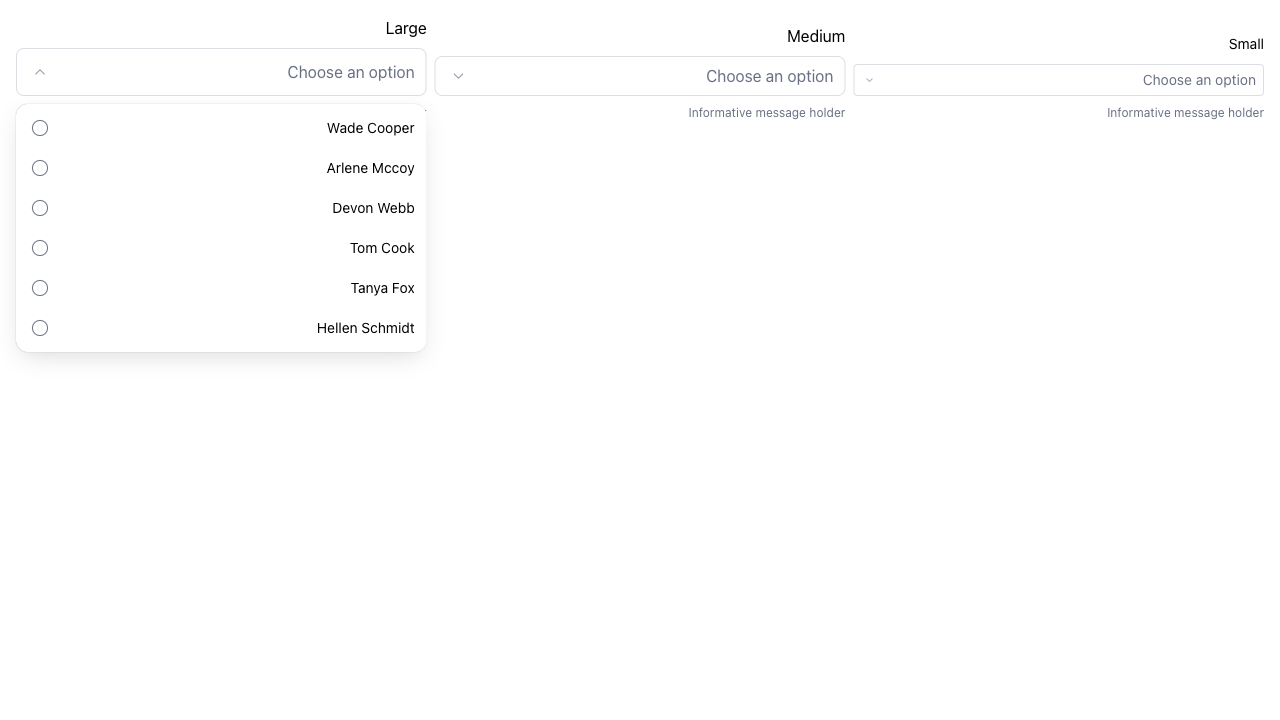 Large
Choose an option
Wade Cooper
Arlene Mccoy
Devon Webb
Tom Cook
Tanya Fox
Hellen Schmidt
Medium
Choose an option
Informative message holder
Small
Choose an option
Informative message holder